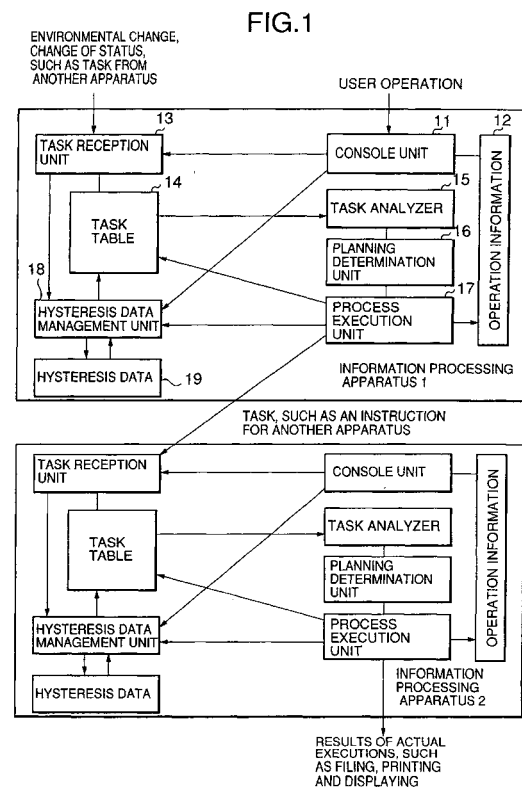 FIG.1
ENVIRONMENTAL CHANGE,
CHANGE OF STATUS,
SUCH AS TASK FROM
ANOTHER APPARATUS
USER OPERATION
13
11
12
TASK RECEPTION
UNIT
CONSOLE UNIT
14
15
TASK
TABLE
TASK ANALYZER
16
PLANNING
DETERMINATION
UNIT
18
17
HYSTERESIS DATA
MANAGEMENT UNIT
PROCESS
EXECUTION
UNIT
OPERATION INFORMATION
HYSTERESIS DATA
19
INFORMATION PROCESSING
APPARATUS 1
TASK, SUCH AS AN INSTRUCTION
FOR ANOTHER APPARATUS
TASK RECEPTION
UNIT
CONSOLE UNIT
TASK
TABLE
TASK ANALYZER
PLANNING
DETERMINATION
UNIT
HYSTERESIS DATA
MANAGEMENT UNIT
PROCESS
EXECUTION
UNIT
OPERATION INFORMATION
HYSTERESIS DATA
INFORMATION
PROCESSING
APPARATUS 2
RESULTS OF ACTUAL
EXECUTIONS, SUCH
AS FILING, PRINTING
AND DISPLAYING